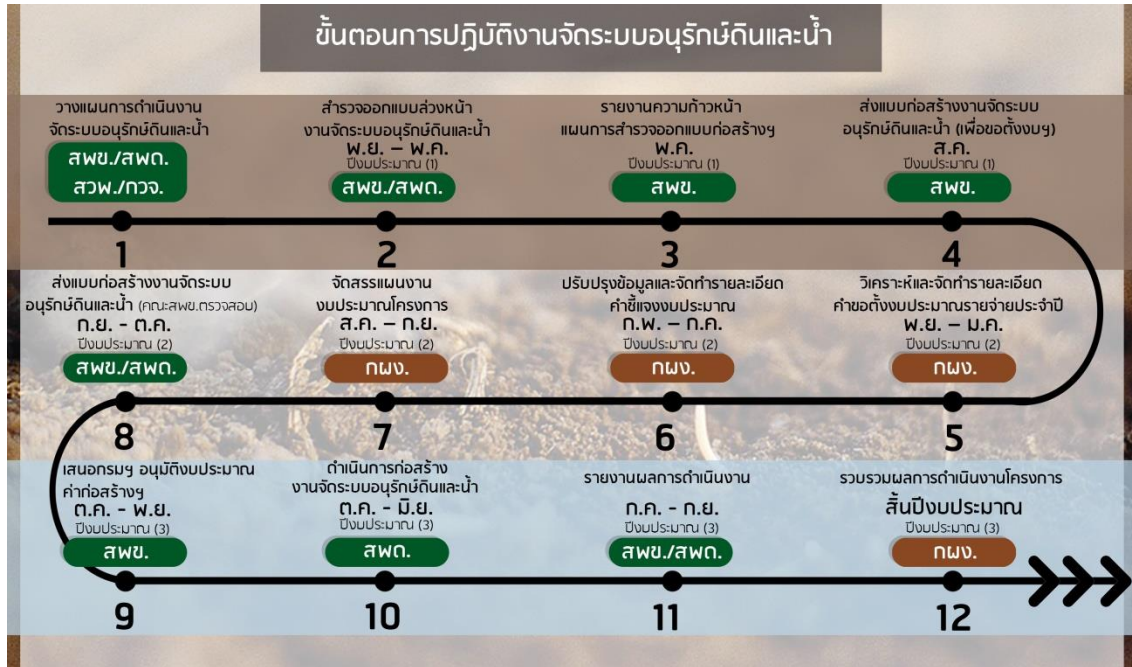 ขั้นตอนการปฏิบัติงานจัดระบบอนุรักษ์ดินและน้ำ
วางแผนการดำเนินงาน
จัดระบบอนุรักษ์ดินและน้ำ
สพข./สพด.
สวพ./กวจ.
1
สำรวจออกแบบล่วงหน้า
งานจัดระบบอนุรักษ์ดินและน้ำ
พ.ย. – พ.ค.
ปีงบประมาณ (1)
สพข./สพด.
2
รายงานความก้าวหน้า
แผนการสำรวจออกแบบก่อสร้างฯ
พ.ค.
ปีงบประมาณ (1)
สพข.
3
ส่งแบบก่อสร้างงานจัดระบบ
อนุรักษ์ดินและน้ำ (เพื่อขอตั้งงบฯ)
ส.ค.
ปีงบประมาณ (1)
สพข.
4
วิเคราะห์และจัดทำรายละเอียด
คำขอตั้งงบประมาณรายจ่ายประจำปี
พ.ย. – ม.ค.
ปีงบประมาณ (2)
กผง.
5
ปรับปรุงข้อมูลและจัดทำรายละเอียด
คำชี้แจงงบประมาณ
ก.พ. – ก.ค.
ปีงบประมาณ (2)
กผง.
6
จัดสรรแผนงาน
งบประมาณโครงการ
ส.ค. – ก.ย.
ปีงบประมาณ (2)
กผง.
7
ส่งแบบก่อสร้างงานจัดระบบ
อนุรักษ์ดินและน้ำ (คณะสพข.ตรวจสอบ)
ก.ย. - ต.ค.
ปีงบประมาณ (2)
สพข./สพด.
8
เสนอกรมฯ อนุมัติงบประมาณ
ค่าก่อสร้างฯ
ต.ค. - พ.ย.
ปีงบประมาณ (3)
สพข.
9
ดำเนินการก่อสร้าง
งานจัดระบบอนุรักษ์ดินและน้ำ
ต.ค. - มิ.ย.
ปีงบประมาณ (3)
สพด.
10
รายงานผลการดำเนินงาน
ก.ค. - ก.ย.
ปีงบประมาณ (3)
สพข./สพด.
11
รวบรวมผลการดำเนินงานโครงการ
สิ้นปีงบประมาณ
ปีงบประมาณ (3)
กผง.
12